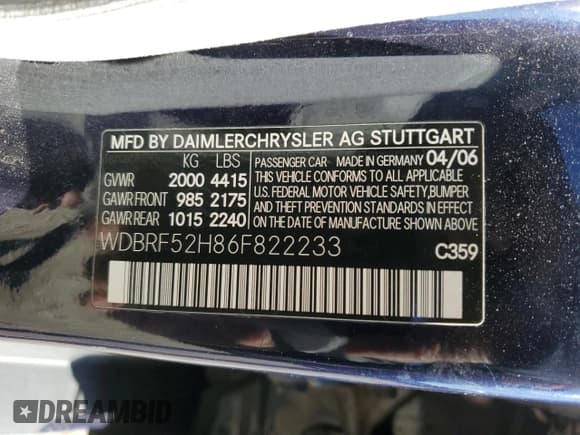 MFD BY DAIMLERCHRYSLER AG STUTTGART
KG LBS
GVWR 2000 4415
GAWR FRONT 985 2175
GAWR REAR 1015 2240
PASSENGER CAR MADE IN GERMANY 04/06
THIS VEHICLE CONFORMS TO ALL APPLICABLE
U.S. FEDERAL MOTOR VEHICLE SAFETY,BUMPER
AND THEFT PREVENTION STANDARDS IN EFFECT
ON THE DATE OF MANUFACTURE SHOWN ABOVE.
WDBRF52H86F822233
C359
DREAMBID